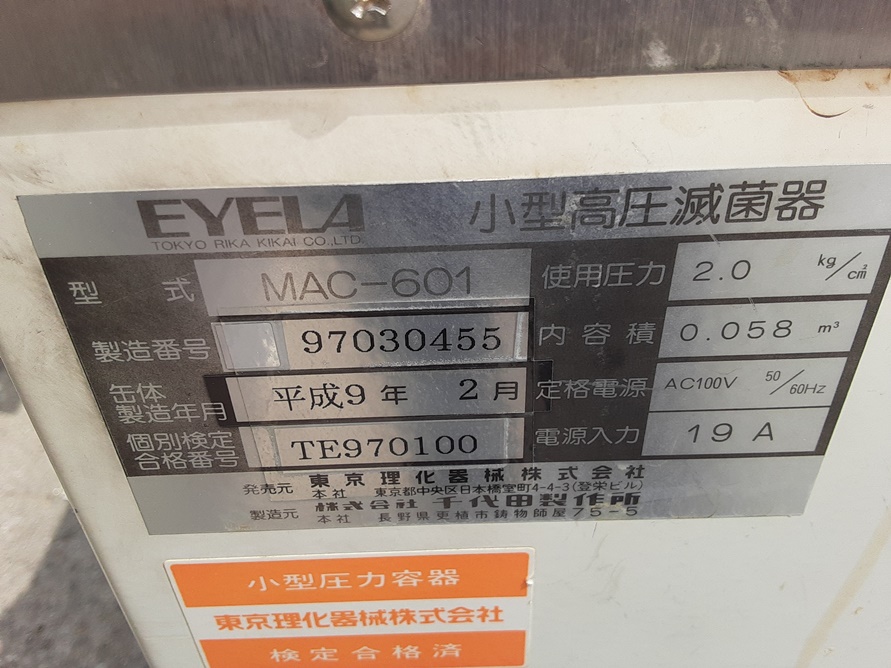 EYELA 小型高圧滅菌器
TOKYO RIKA KIKAI CO.,LTD.
型式 MAC-601 使用圧力 2.0 kg/cm²
製造番号 97030455 内容積 0.058 m³
缶体製造年月 平成9年 2月 定格電源 AC100V 50/60Hz
個別検定合格番号 TE970100 電源入力 19A
発売元 東京理化器械株式会社
本社 東京都中央区日本橋室町4-4-3(登栄ビル)
製造元 株式会社 千代田製作所
本社 長野県更植市鋳物師屋75-5
小型圧力容器
東京理化器械株式会社
検定合格済